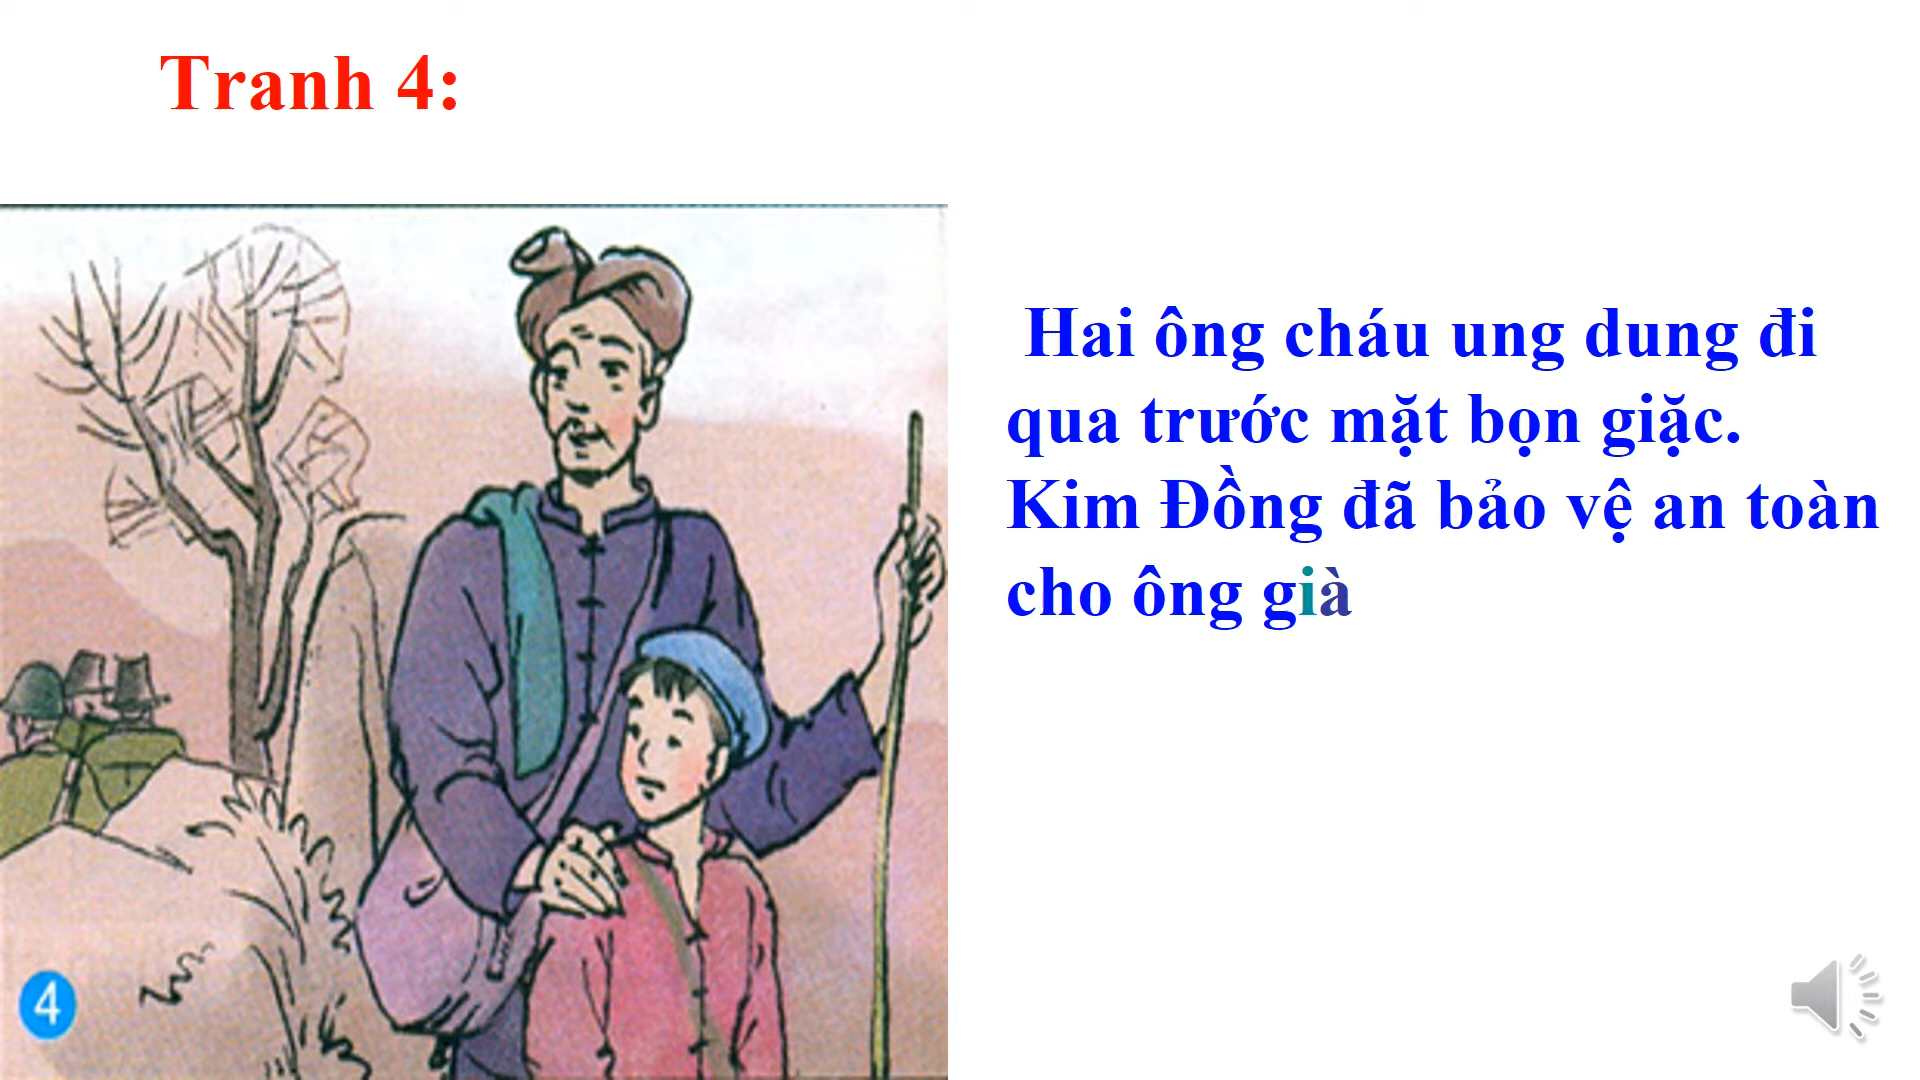 Tranh 4:
Hai ông cháu ung dung đi
qua trước mặt bọn giặc.
Kim Đồng đã bảo vệ an toàn
cho ông già
4